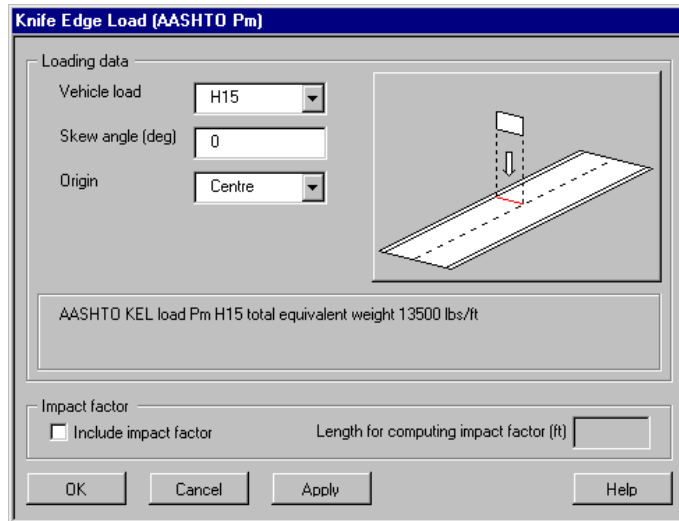 Knife Edge Load (AASHTO Pm)
Loading data
Vehicle load
H15
Skew angle (deg)
0
Origin
Centre
AASHTO KEL load Pm H15 total equivalent weight 13500 lbs/ft
Impact factor
Include impact factor
Length for computing impact factor (ft)
OK
Cancel
Apply
Help